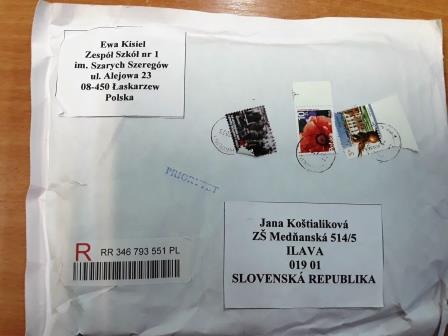 Ewa Kisiel
Zespół Szkół nr 1
im. Szarych Szeregów
ul. Alejowa 23
08-450 Łaskarzew
Polska
PRIORYTET
R
RR 346 793 551 PL
Jana Koštialiková
ZŠ Medňanská 514/5
ILAVA
019 01
SLOVENSKÁ REPUBLIKA